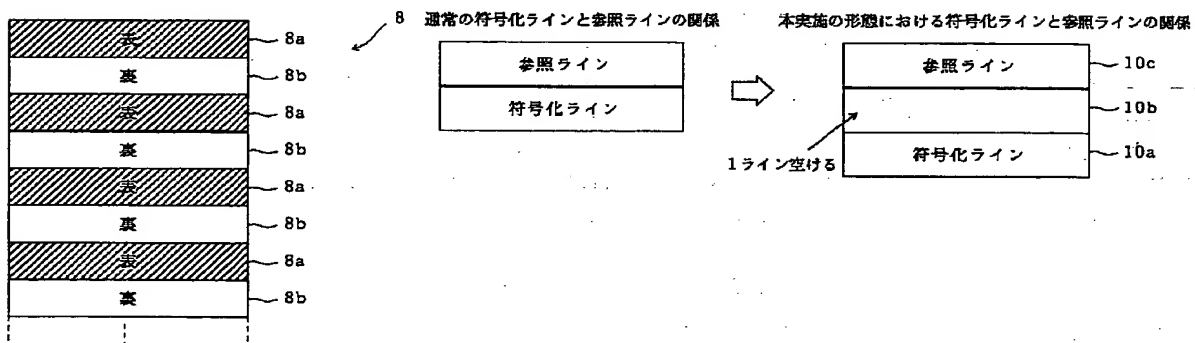 表 8a
裏 8b
表 8a
裏 8b
表 8a
裏 8b
表 8a
裏 8b
8
通常の符号化ラインと参照ラインの関係
参照ライン
符号化ライン
本実施の形態における符号化ラインと参照ラインの関係
参照ライン 10c
10b
1ライン空ける
符号化ライン 10a